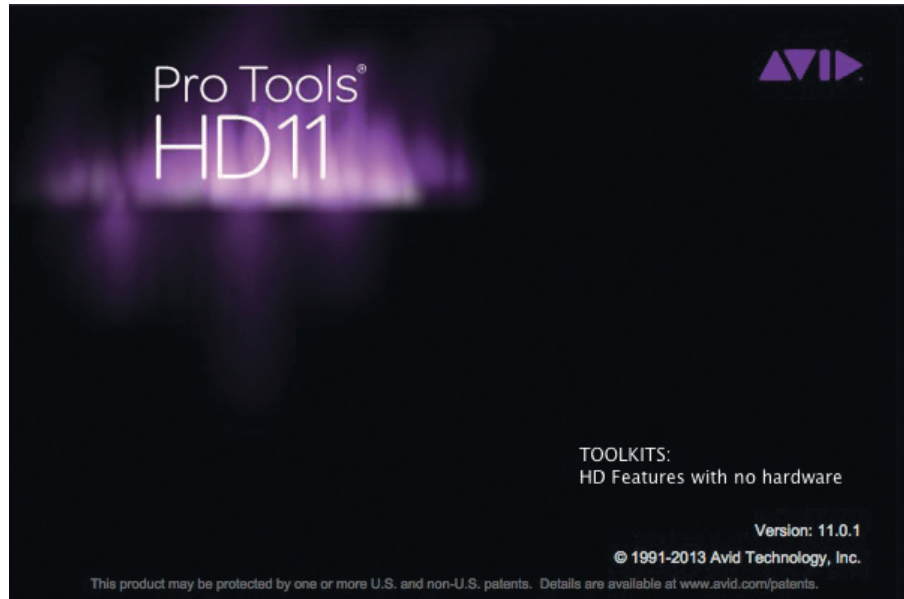 Pro Tools®
HD11
AVID
TOOLKITS:
HD Features with no hardware
Version: 11.0.1
© 1991-2013 Avid Technology, Inc.
This product may be protected by one or more U.S. and non-U.S. patents. Details are available at www.avid.com/patents.